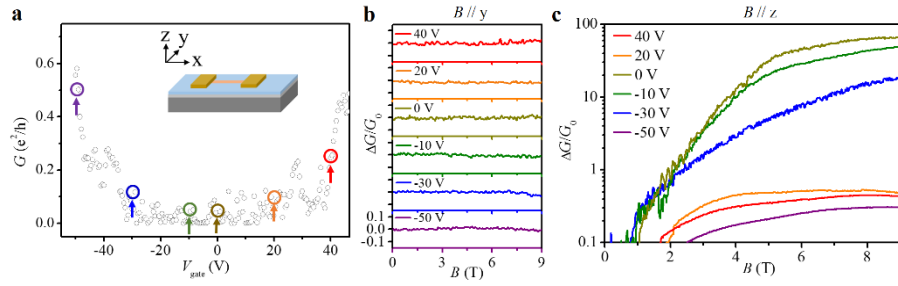 a
G (e²/h)
0.6
0.4
0.2
0.0
-40
-20
0
20
40
V_gate (V)
z
y
x
b
B // y
ΔG/G₀
40 V
20 V
0 V
-10 V
-30 V
-50 V
0.1
0.0
-0.1
0
3
6
9
B (T)
c
B // z
ΔG/G₀
40 V
20 V
0 V
-10 V
-30 V
-50 V
100
10
1
0.1
0
2
4
6
8
B (T)